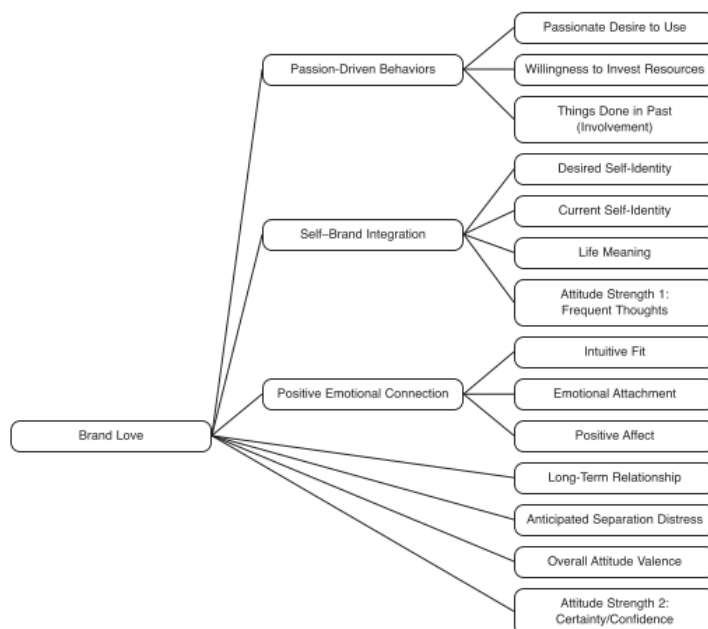 Passionate Desire to Use
Passion-Driven Behaviors
Willingness to Invest Resources
Things Done in Past
(Involvement)
Desired Self-Identity
Current Self-Identity
Self–Brand Integration
Life Meaning
Attitude Strength 1:
Frequent Thoughts
Intuitive Fit
Positive Emotional Connection
Emotional Attachment
Positive Affect
Brand Love
Long-Term Relationship
Anticipated Separation Distress
Overall Attitude Valence
Attitude Strength 2:
Certainty/Confidence